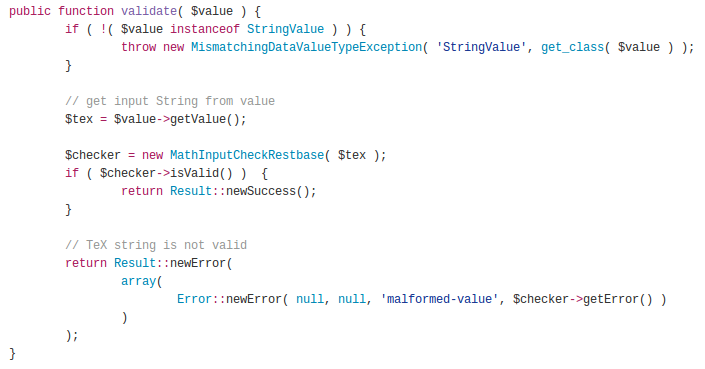 public function validate( $value ) {
if ( !( $value instanceof StringValue ) ) {
throw new MismatchingDataValueTypeException( 'StringValue', get_class( $value ) );
}
// get input String from value
$tex = $value->getValue();
$checker = new MathInputCheckRestbase( $tex );
if ( $checker->isValid() )  {
return Result::newSuccess();
}
// TeX string is not valid
return Result::newError(
array(
Error::newError( null, null, 'malformed-value', $checker->getError() )
)
);
}